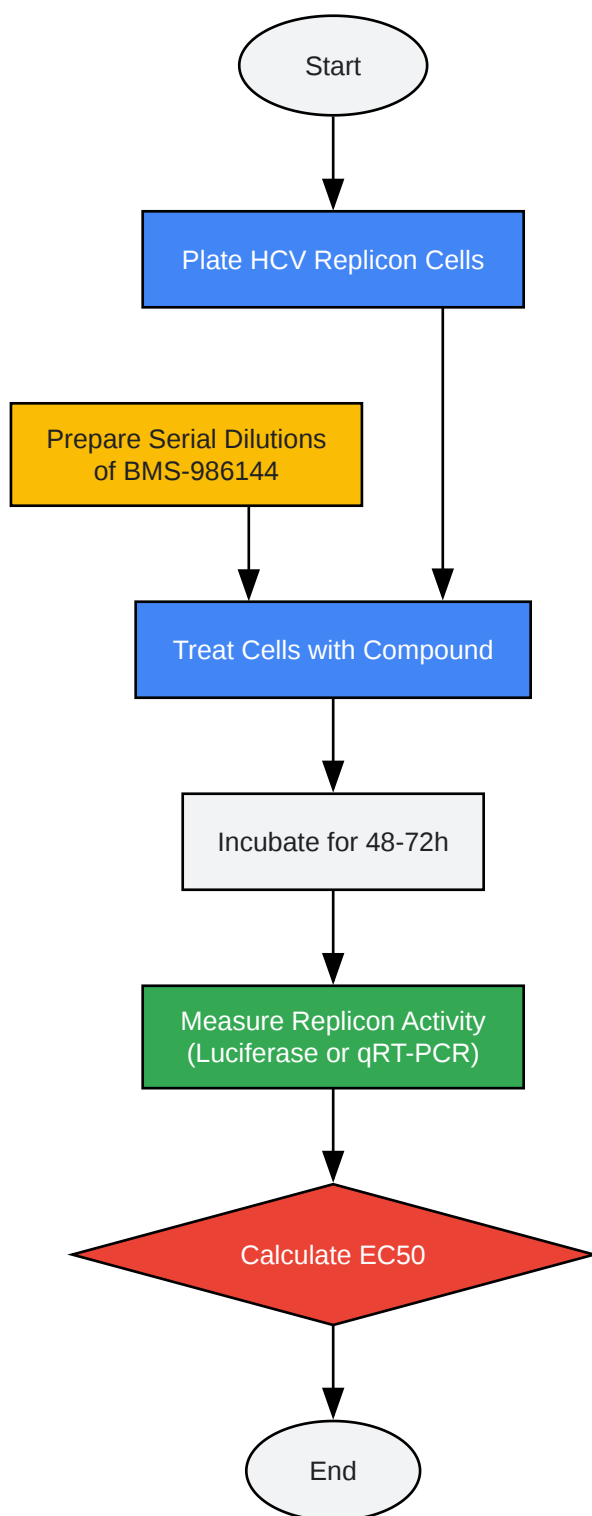 Start
Plate HCV Replicon Cells
Prepare Serial Dilutions
of BMS-986144
Treat Cells with Compound
Incubate for 48-72h
Measure Replicon Activity
(Luciferase or qRT-PCR)
Calculate EC50
End